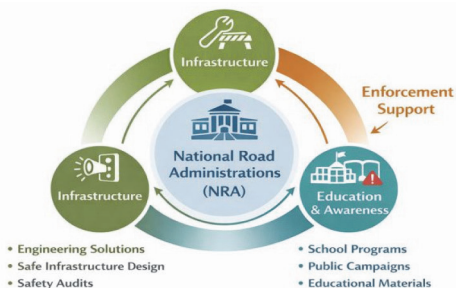 Infrastructure
Enforcement
Support
National Road
Administrations
(NRA)
Infrastructure
Education
& Awareness
• Engineering Solutions
• Safe Infrastructure Design
• Safety Audits
• School Programs
• Public Campaigns
• Educational Materials